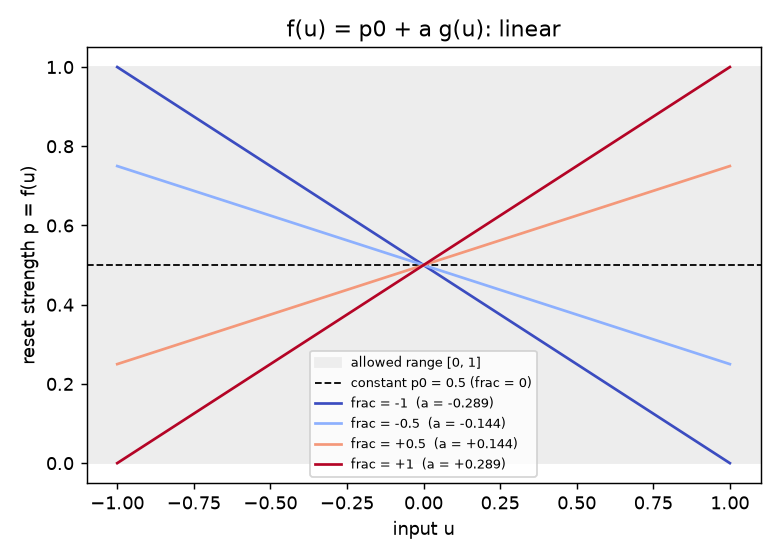 f(u) = p0 + a g(u): linear
reset strength p = f(u)
1.0
0.8
0.6
0.4
0.2
0.0
allowed range [0, 1]
constant p0 = 0.5 (frac = 0)
frac = -1  (a = -0.289)
frac = -0.5  (a = -0.144)
frac = +0.5  (a = +0.144)
frac = +1  (a = +0.289)
−1.00 −0.75 −0.50 −0.25 0.00 0.25 0.50 0.75 1.00
input u